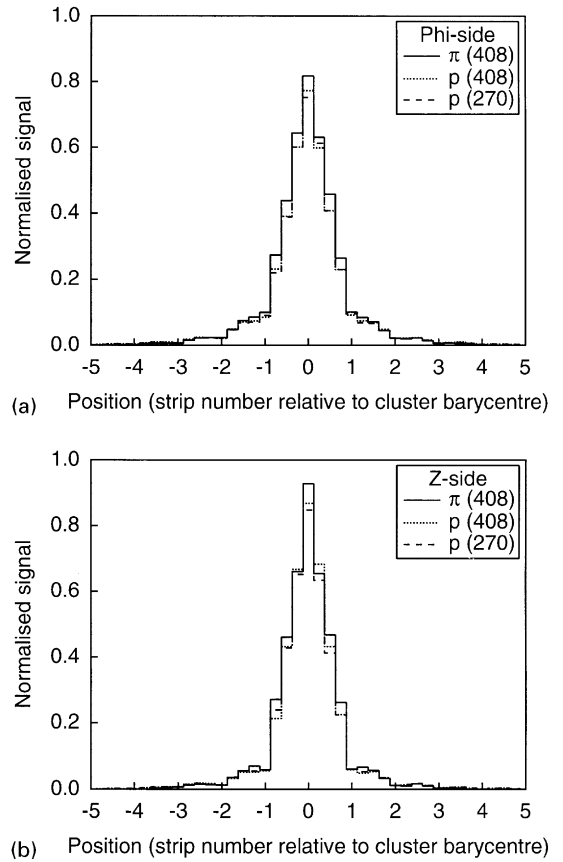 Phi-side
π (408)
p (408)
p (270)
Normalised signal
1.0
0.8
0.6
0.4
0.2
0.0
-5 -4 -3 -2 -1 0 1 2 3 4 5
(a) Position (strip number relative to cluster barycentre)
Z-side
π (408)
p (408)
p (270)
Normalised signal
1.0
0.8
0.6
0.4
0.2
0.0
-5 -4 -3 -2 -1 0 1 2 3 4 5
(b) Position (strip number relative to cluster barycentre)